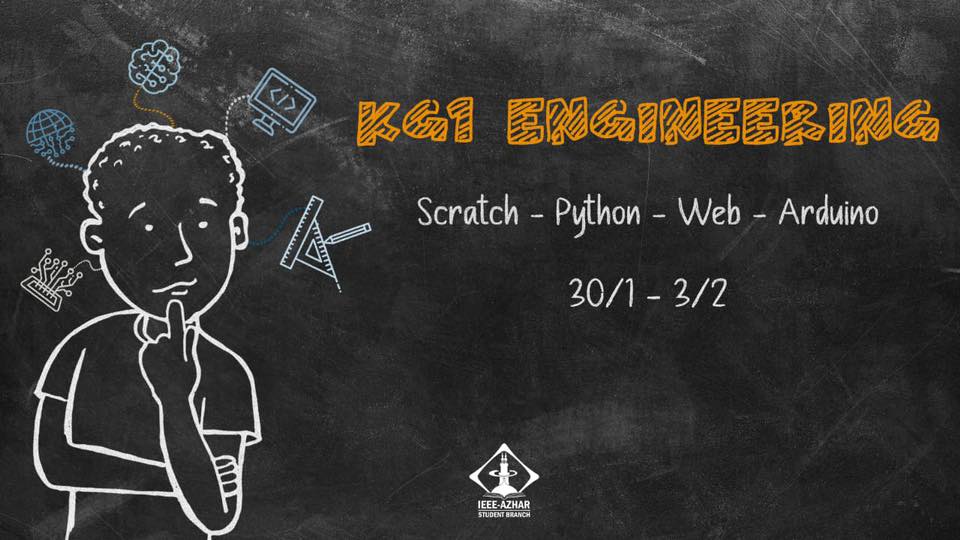 KG1 ENGINEERING
Scratch - Python - Web - Arduino
30/1 - 3/2
IEEE-AZHAR
STUDENT BRANCH